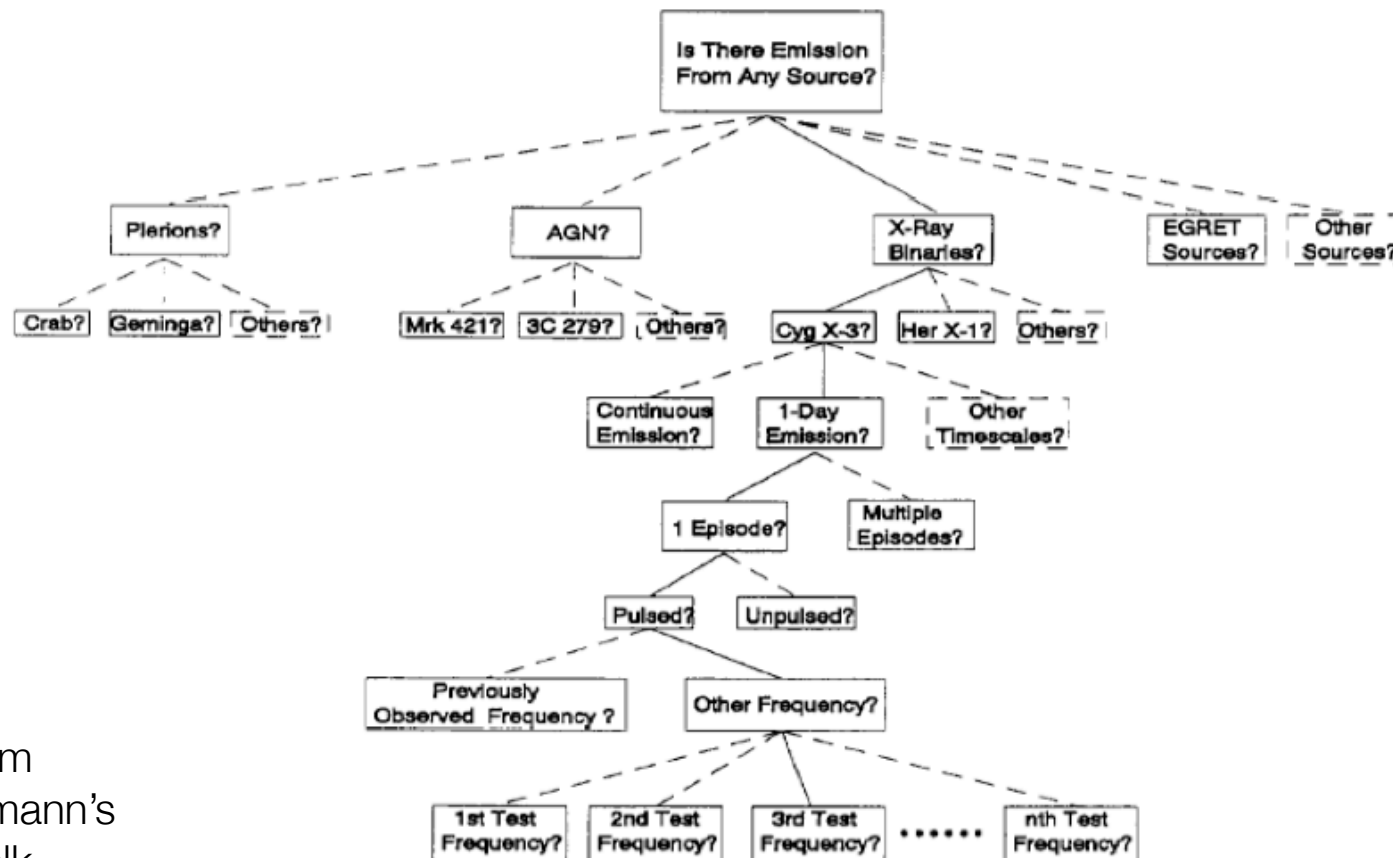 Is There Emission
From Any Source?
Plerions?
AGN?
X-Ray
Binaries?
EGRET
Sources?
Other
Sources?
Crab?
Geminga?
Others?
Mrk 421?
3C 279?
Others?
Cyg X-3?
Her X-1?
Others?
Continuous
Emission?
1-Day
Emission?
Other
Timescales?
1 Episode?
Multiple
Episodes?
Pulsed?
Unpulsed?
Previously
Observed Frequency ?
Other Frequency?
1st Test
Frequency?
2nd Test
Frequency?
3rd Test
Frequency?
......
nth Test
Frequency?